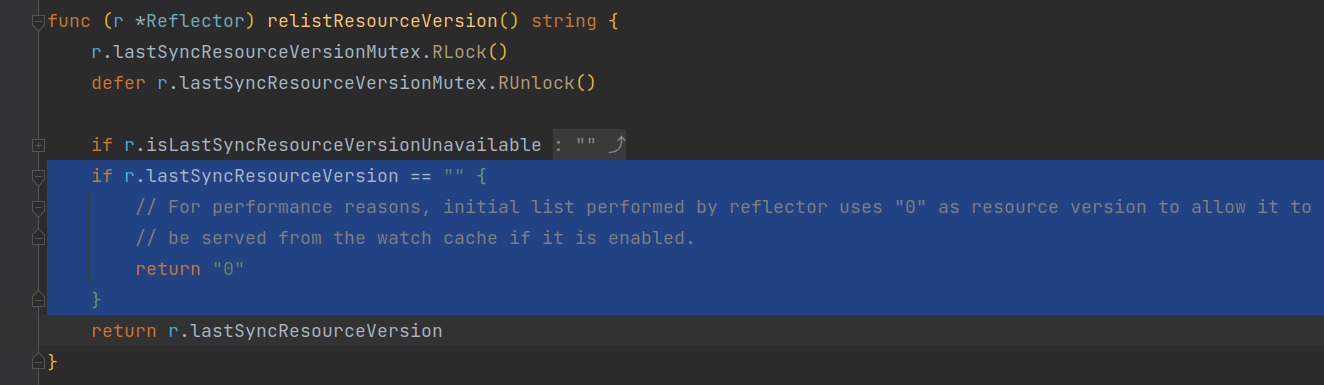 func (r *Reflector) relistResourceVersion() string {
    r.lastSyncResourceVersionMutex.RLock()
    defer r.lastSyncResourceVersionMutex.RUnlock()

    if r.isLastSyncResourceVersionUnavailable : "" ⤴
    if r.lastSyncResourceVersion == "" {
        // For performance reasons, initial list performed by reflector uses "0" as resource version to allow it to
        // be served from the watch cache if it is enabled.
        return "0"
    }
    return r.lastSyncResourceVersion
}